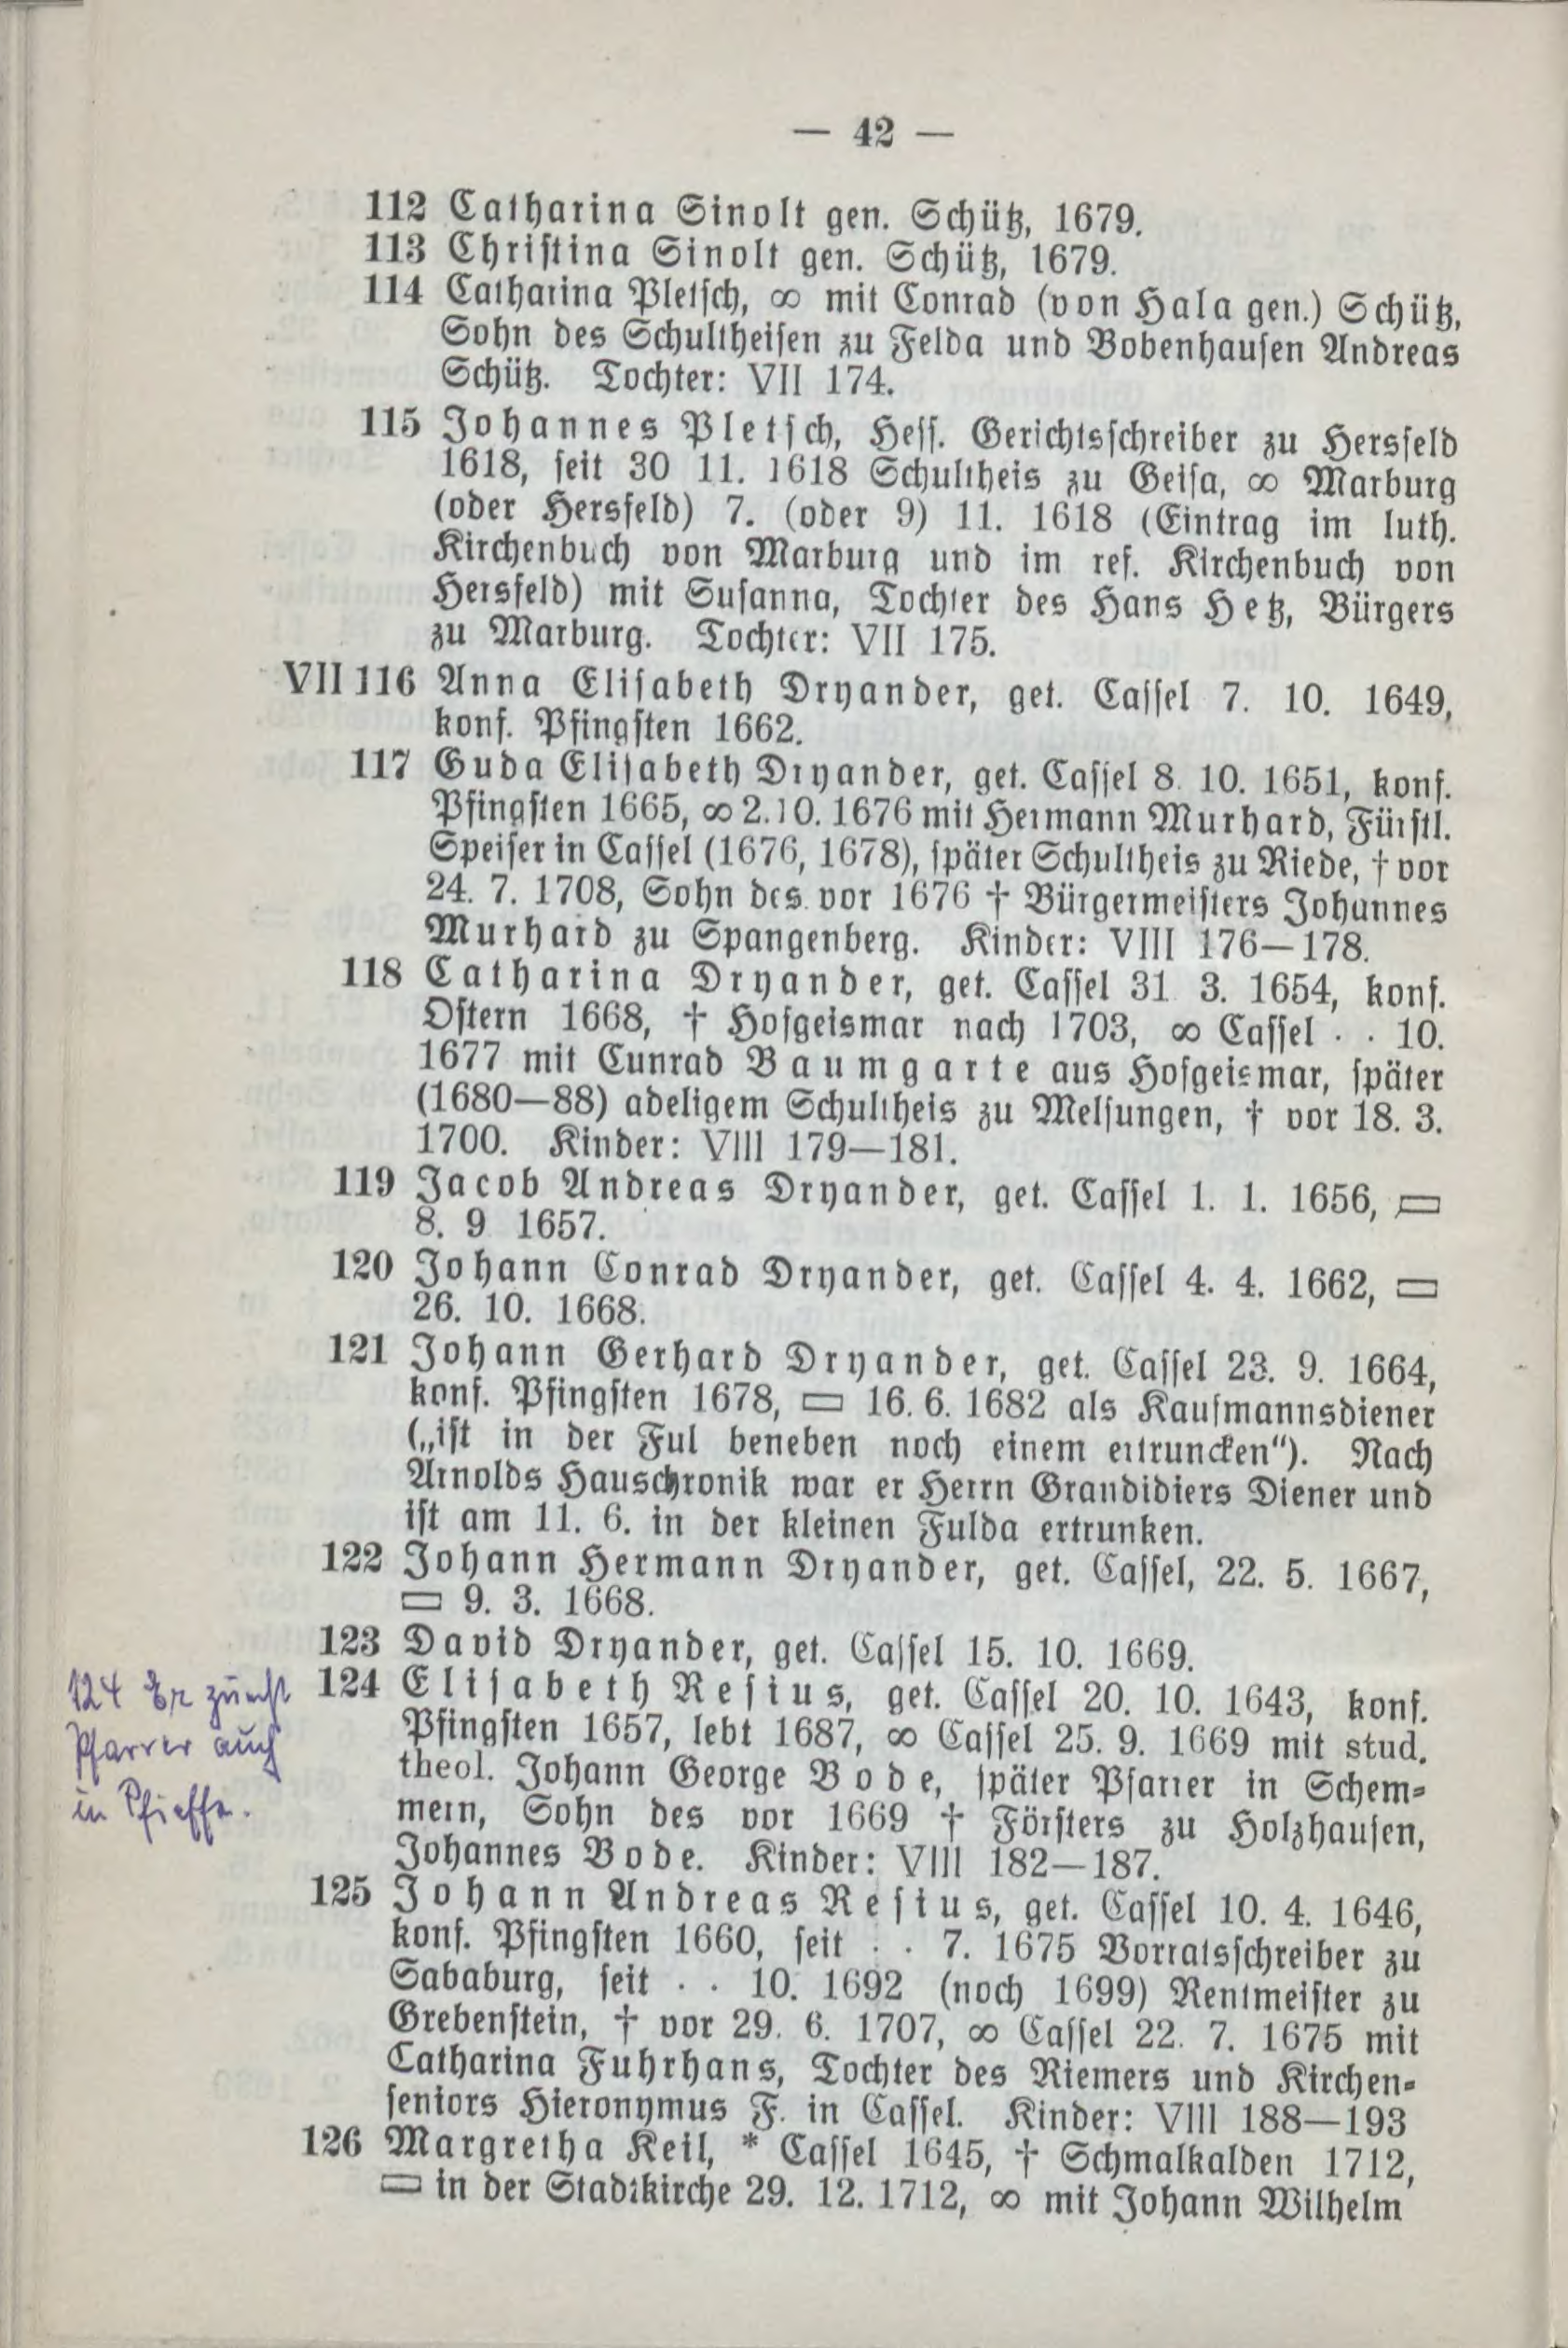 — 42 —
112 Catharina Sinolt gen. Schütz, 1679.
113 Christina Sinolt gen. Schütz, 1679.
114 Catharina Pletsch, ∞ mit Conrad (von Hala gen.) Schütz,
Sohn des Schultheisen zu Felda und Bobenhausen Andreas
Schütz. Tochter: VII 174.
115 Johannes Pletsch, Hess. Gerichtsschreiber zu Hersfeld
1618, seit 30 11. 1618 Schultheis zu Geisa, ∞ Marburg
(oder Hersfeld) 7. (oder 9) 11. 1618 (Eintrag im luth.
Kirchenbuch von Marburg und im ref. Kirchenbuch von
Hersfeld) mit Susanna, Tochter des Hans Hetz, Bürgers
zu Marburg. Tochter: VII 175.
VII 116 Anna Elisabeth Dryander, get. Cassel 7. 10. 1649,
konf. Pfingsten 1662.
117 Guda Elisabeth Dryander, get. Cassel 8. 10. 1651, konf.
Pfingsten 1665, ∞ 2. 10. 1676 mit Hermann Murhard, Fürstl.
Speiser in Cassel (1676, 1678), später Schultheis zu Riede, † vor
24. 7. 1708, Sohn des vor 1676 † Bürgermeisters Johannes
Murhard zu Spangenberg. Kinder: VIII 176—178.
118 Catharina Dryander, get. Cassel 31 3. 1654, konf.
Ostern 1668, † Hofgeismar nach 1703, ∞ Cassel . . 10.
1677 mit Cunrad Baumgarte aus Hofgeismar, später
(1680—88) adeligem Schultheis zu Melsungen, † vor 18. 3.
1700. Kinder: VIII 179—181.
119 Jacob Andreas Dryander, get. Cassel 1. 1. 1656, ▭
8. 9 1657.
120 Johann Conrad Dryander, get. Cassel 4. 4. 1662, ▭
26. 10. 1668.
121 Johann Gerhard Dryander, get. Cassel 23. 9. 1664,
konf. Pfingsten 1678, ▭ 16. 6. 1682 als Kaufmannsdiener
(„ist in der Ful beneben noch einem ertruncken“). Nach
Arnolds Hauschronik war er Herrn Grandidiers Diener und
ist am 11. 6. in der kleinen Fulda ertrunken.
122 Johann Hermann Dryander, get. Cassel, 22. 5. 1667,
▭ 9. 3. 1668.
123 David Dryander, get. Cassel 15. 10. 1669.
124 Elisabeth Resius, get. Cassel 20. 10. 1643, konf.
Pfingsten 1657, lebt 1687, ∞ Cassel 25. 9. 1669 mit stud.
theol. Johann George Bode, später Pfarrer in Schem-
mern, Sohn des vor 1669 † Försters zu Holzhausen,
Johannes Bode. Kinder: VIII 182—187.
124 Er zunächst
Pfarrer auch
in Pfieffe.
125 Johann Andreas Resius, get. Cassel 10. 4. 1646,
konf. Pfingsten 1660, seit . . 7. 1675 Vorratsschreiber zu
Sababurg, seit . . 10. 1692 (noch 1699) Rentmeister zu
Grebenstein, † vor 29. 6. 1707, ∞ Cassel 22. 7. 1675 mit
Catharina Fuhrhans, Tochter des Riemers und Kirchen-
seniors Hieronymus F. in Cassel. Kinder: VIII 188—193
126 Margretha Keil, * Cassel 1645, † Schmalkalden 1712,
▭ in der Stadtkirche 29. 12. 1712, ∞ mit Johann Wilhelm